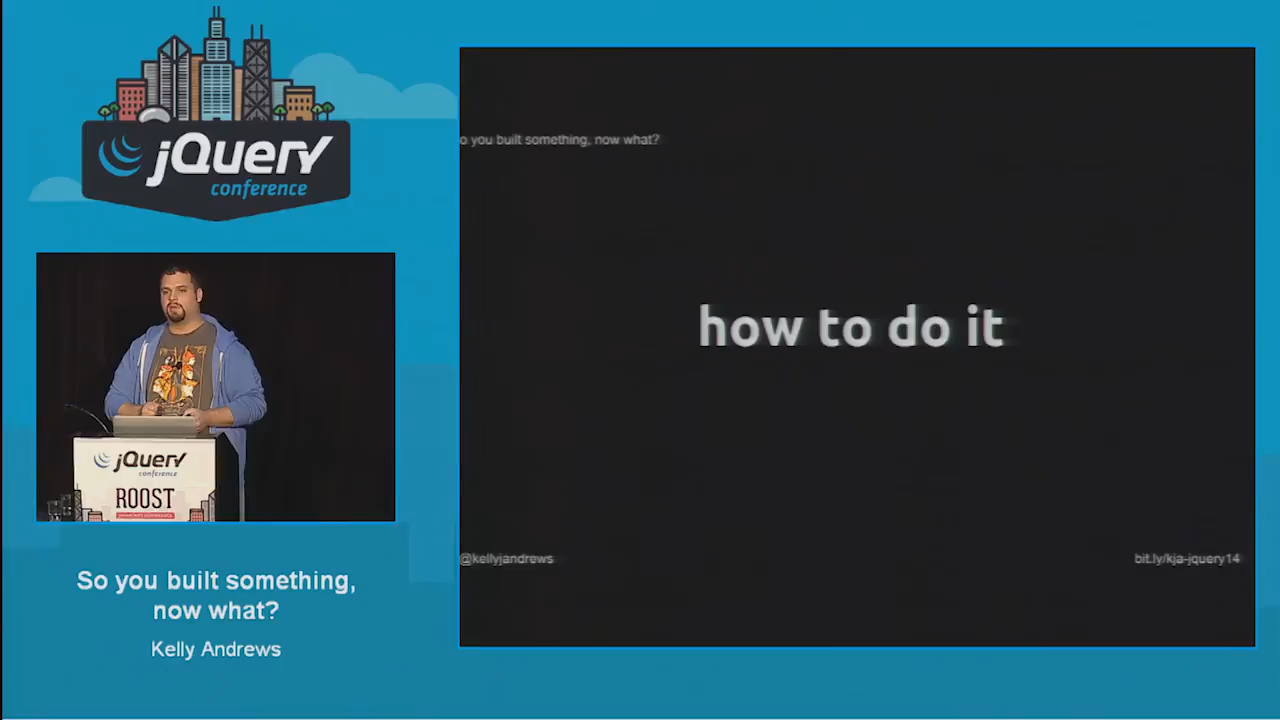 jQuery
conference
jQuery
conference
ROOST
So you built something,
now what?
Kelly Andrews
o you built something, now what?
how to do it
@kellyjandrews
bit.ly/kja-jquery14